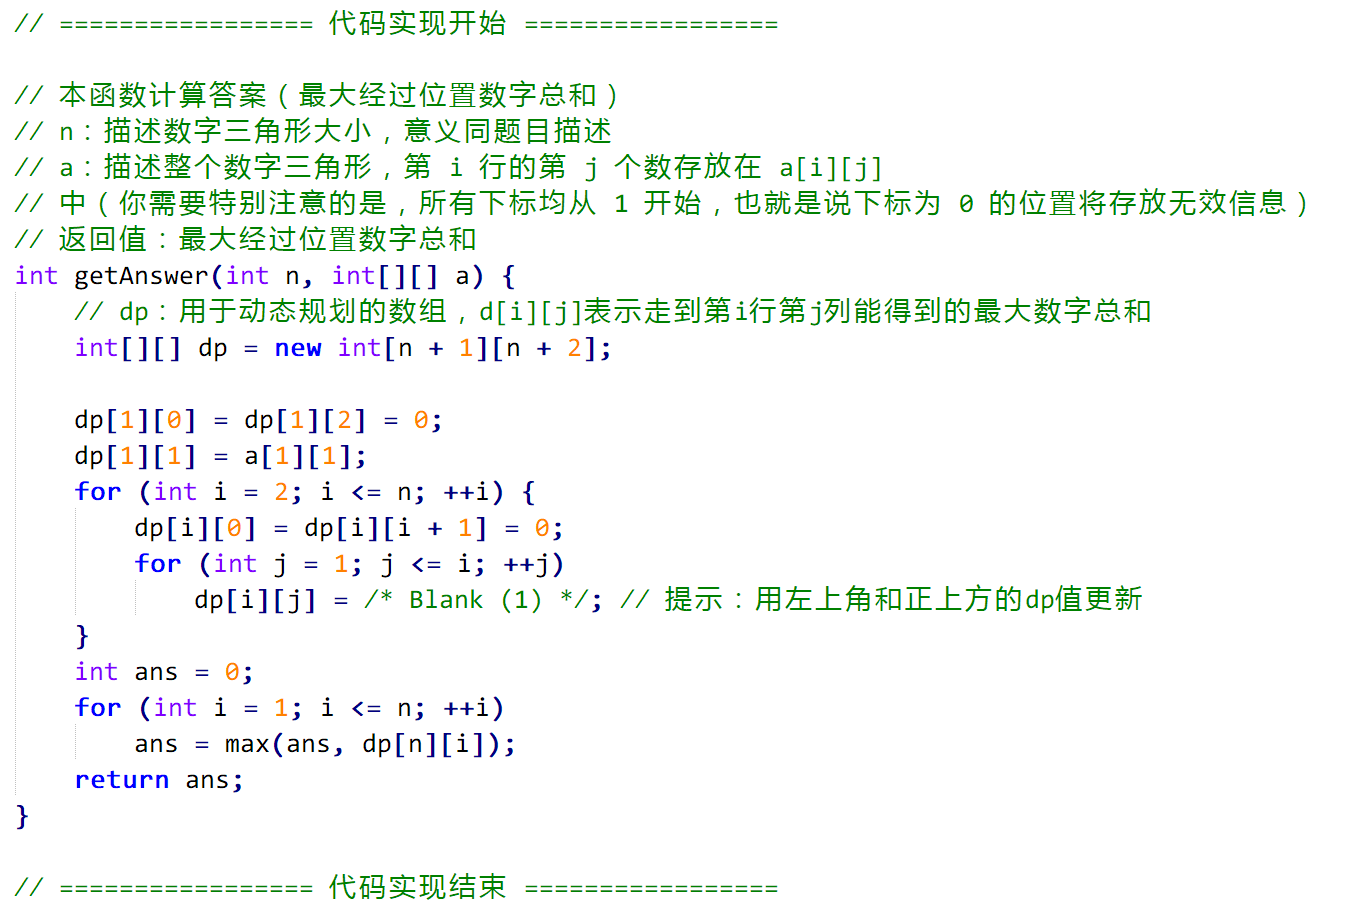 // ================= 代码实现开始 =================
// 本函数计算答案（最大经过位置数字总和）
// n：描述数字三角形大小，意义同题目描述
// a：描述整个数字三角形，第 i 行的第 j 个数存放在 a[i][j]
// 中（你需要特别注意的是，所有下标均从 1 开始，也就是说下标为 0 的位置将存放无效信息）
// 返回值：最大经过位置数字总和
int getAnswer(int n, int[][] a) {
    // dp：用于动态规划的数组，d[i][j]表示走到第i行第j列能得到的最大数字总和
    int[][] dp = new int[n + 1][n + 2];
    dp[1][0] = dp[1][2] = 0;
    dp[1][1] = a[1][1];
    for (int i = 2; i <= n; ++i) {
        dp[i][0] = dp[i][i + 1] = 0;
        for (int j = 1; j <= i; ++j)
            dp[i][j] = /* Blank (1) */; // 提示：用左上角和正上方的dp值更新
    }
    int ans = 0;
    for (int i = 1; i <= n; ++i)
        ans = max(ans, dp[n][i]);
    return ans;
}
// ================= 代码实现结束 =================